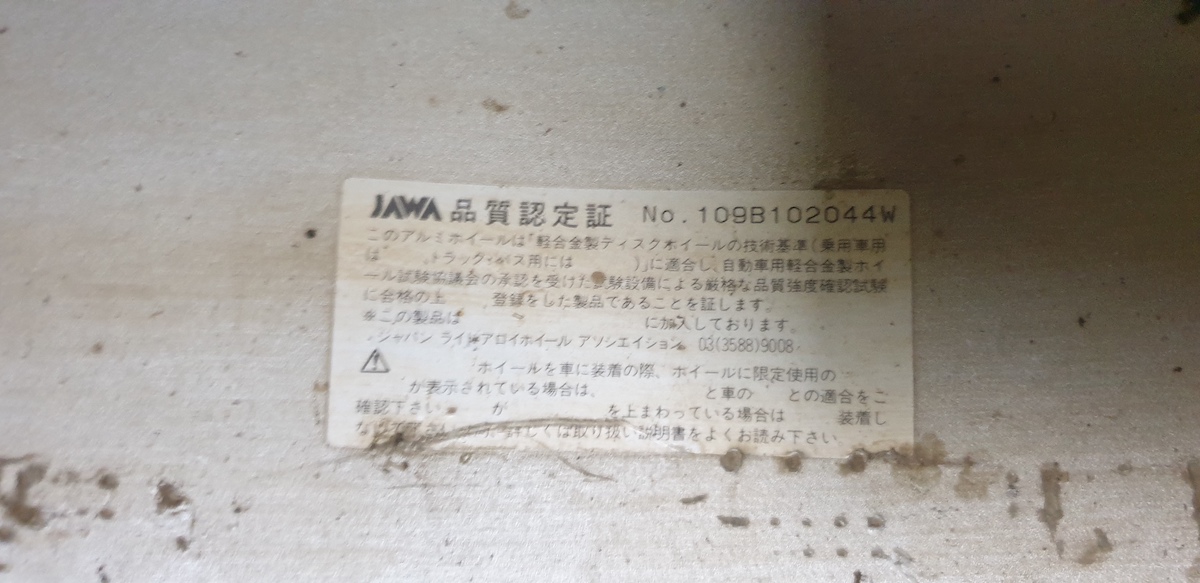 JAWA 品質認定証 No.109B102044W
このアルミホイールは「軽合金製ディスクホイールの技術基準(乗用車用
は トラック・バス用には )」に適合し、自動車用軽合金製ホイ
ール試験協議会の承認を受けた試験設備による厳格な品質強度確認試験
に合格の上 登録をした製品であることを証します。
※この製品は に加入しております。
ジャパン ライトアロイホイール アソシエイション 03(3588)9008
ホイールを車に装着の際、ホイールに限定使用の
が表示されている場合は、 と車の との適合をご
確認下さい。 が を上まわっている場合は 装着し
詳しくは取り扱い説明書をよくお読み下さい